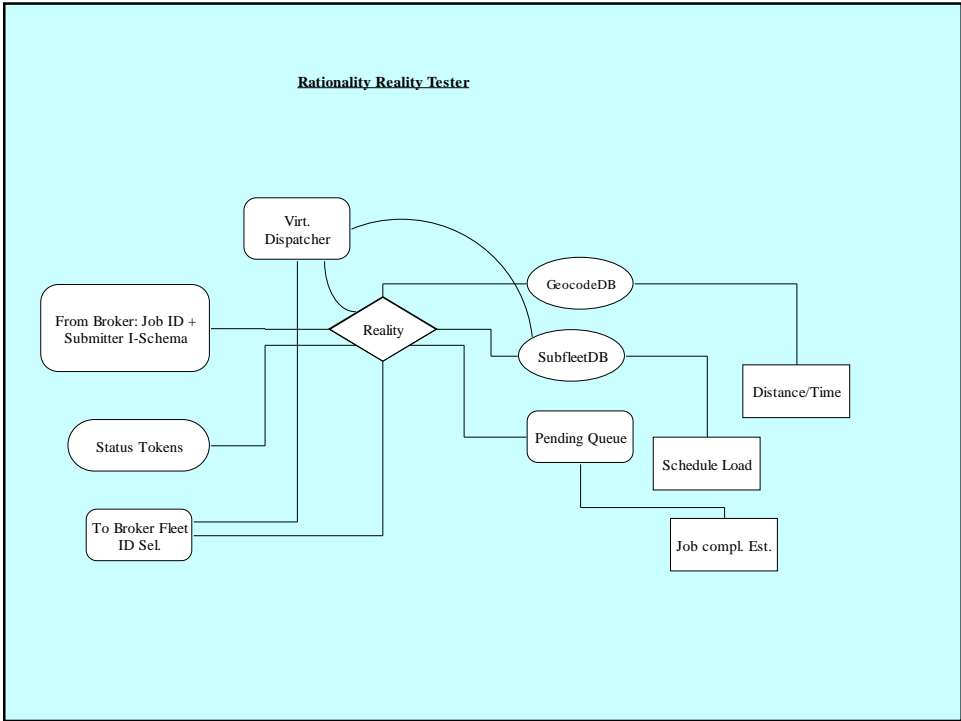 Rationality Reality Tester
Virt.
Dispatcher
GeocodeDB
From Broker: Job ID +
Submitter I-Schema
Reality
SubfleetDB
Distance/Time
Status Tokens
Pending Queue
Schedule Load
To Broker Fleet
ID Sel.
Job compl. Est.